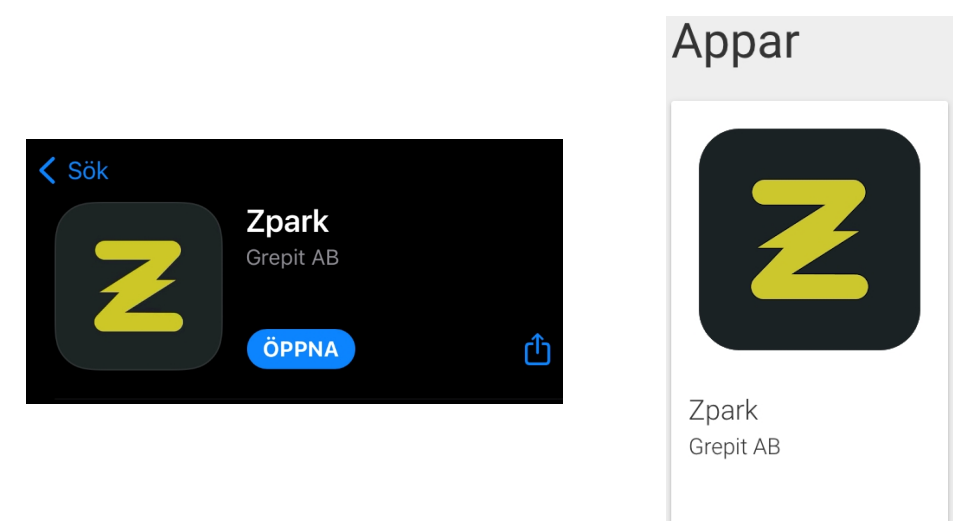 Sök
Zpark
Grepit AB
ÖPPNA
Appar
Zpark
Grepit AB